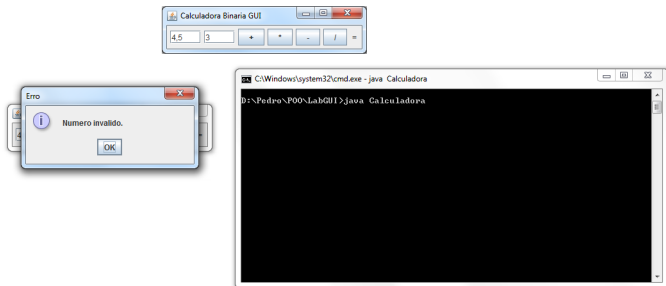 Calculadora Binaria GUI
4,5 3 + * - / =
C:\Windows\system32\cmd.exe - java Calculadora
D:\Pedro\POO\LabGUI>java Calculadora
Erro
Numero invalido.
OK